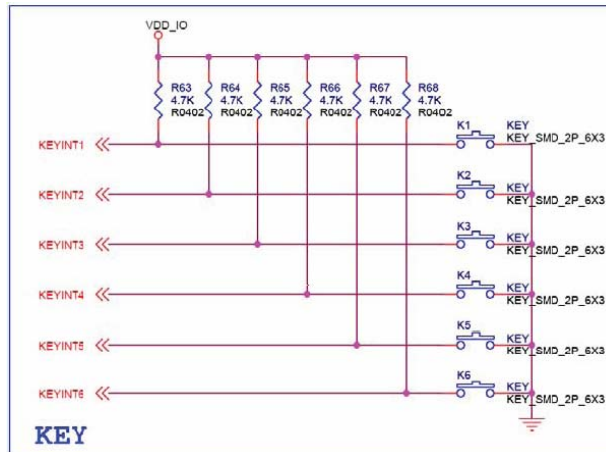 VDD_IO
R63 R64 R65 R66 R67 R68
4.7K 4.7K 4.7K 4.7K 4.7K 4.7K
R0402 R0402 R0402 R0402 R0402 R0402
K1 KEY
KEYINT1 KEY_SMD_2P_6X3
K2 KEY
KEYINT2 KEY_SMD_2P_6X3
K3 KEY
KEYINT3 KEY_SMD_2P_6X3
K4 KEY
KEYINT4 KEY_SMD_2P_6X3
K5 KEY
KEYINT5 KEY_SMD_2P_6X3
K6 KEY
KEYINT6 KEY_SMD_2P_6X3
KEY